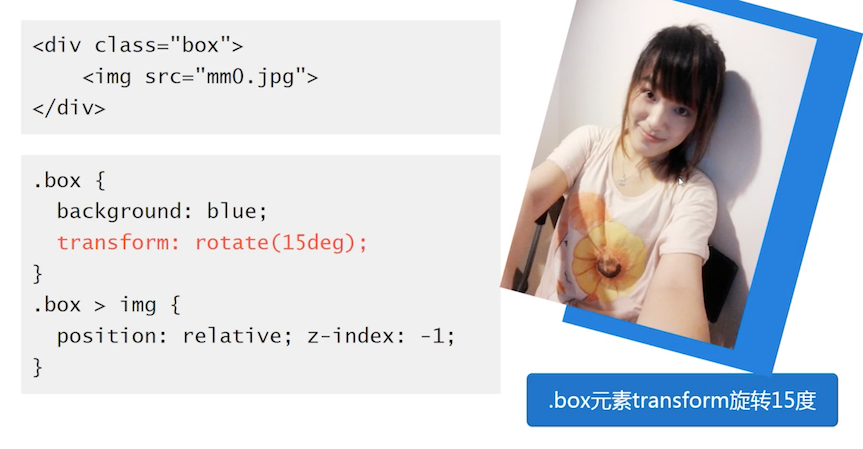 <div class="box">
    <img src="mm0.jpg">
</div>
.box {
  background: blue;
  transform: rotate(15deg);
}
.box > img {
  position: relative; z-index: -1;
}
.box元素transform旋转15度